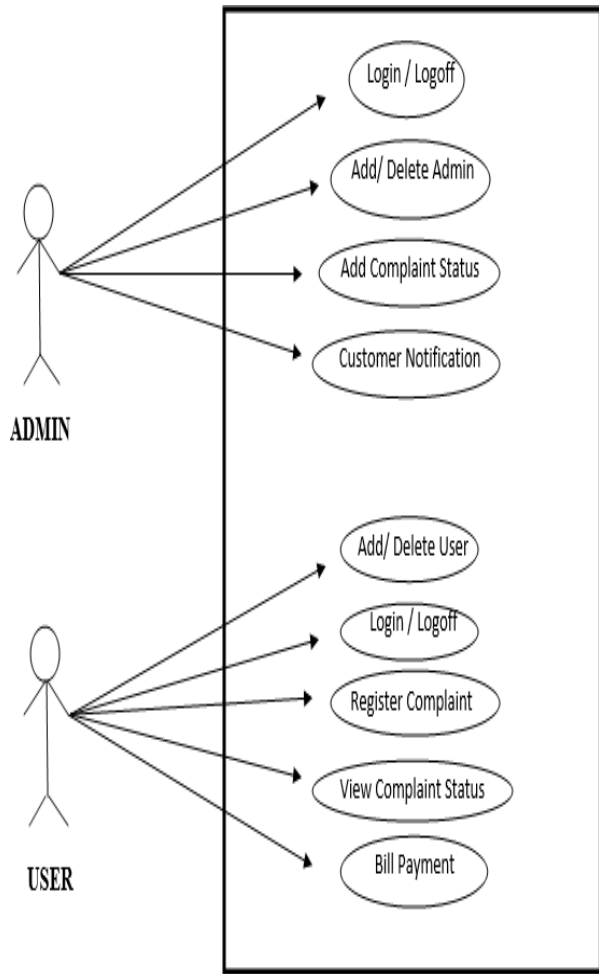 Login / Logoff
Add/ Delete Admin
Add Complaint Status
Customer Notification
ADMIN
Add/ Delete User
Login / Logoff
Register Complaint
View Complaint Status
Bill Payment
USER